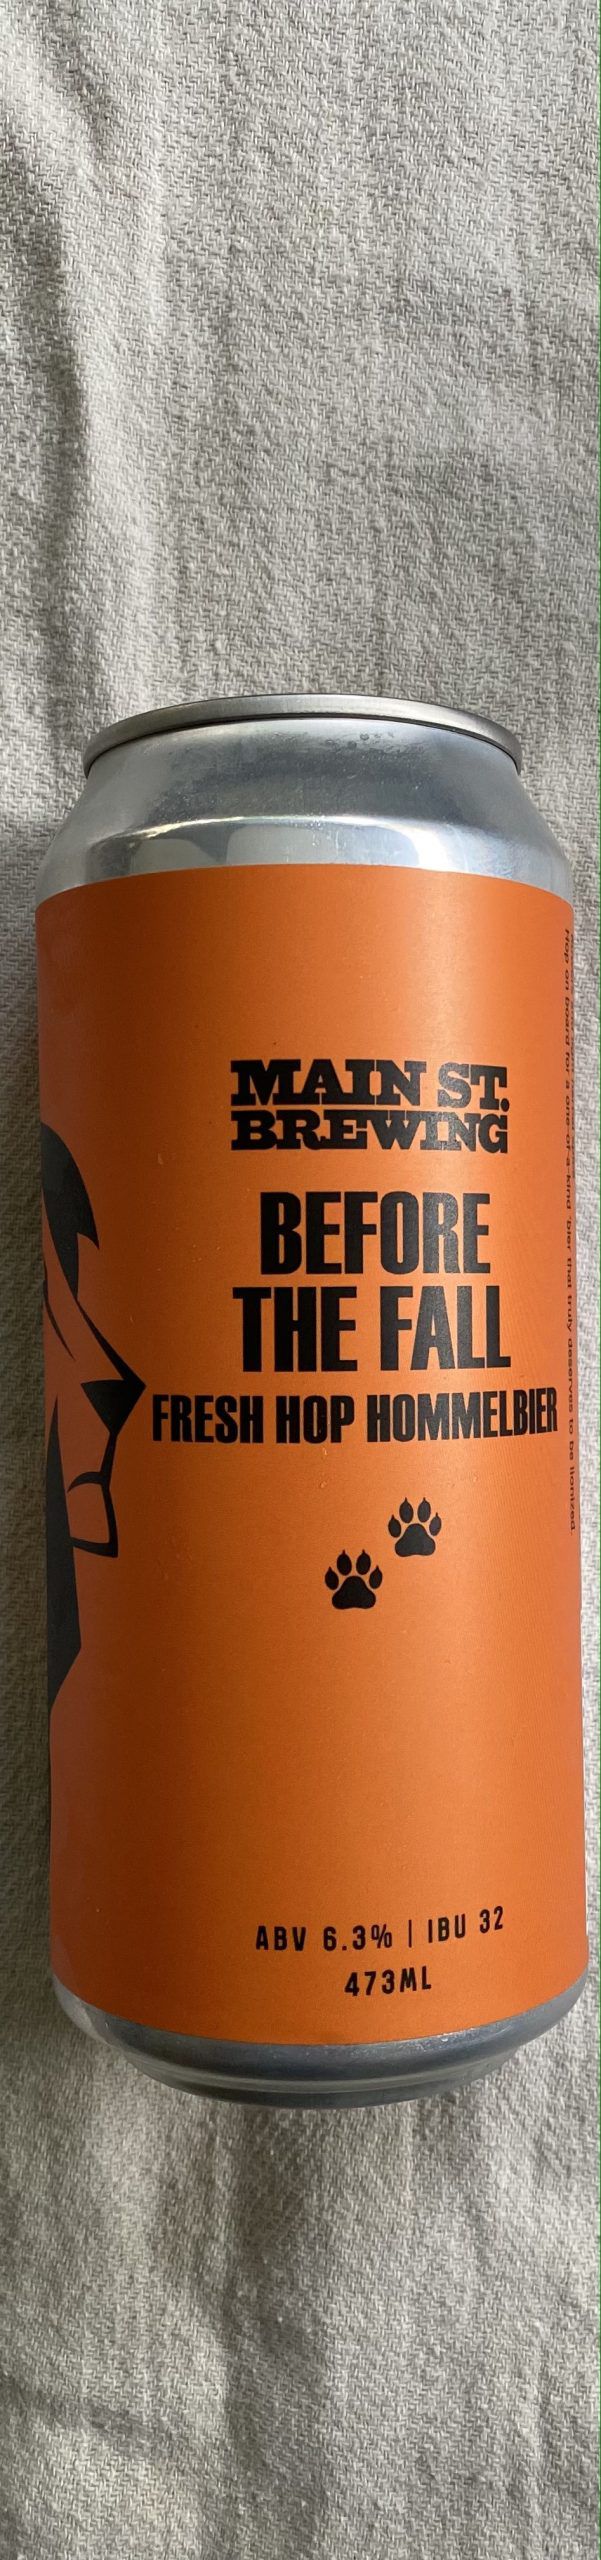 MAIN ST.
BREWING
BEFORE
THE FALL
FRESH HOP HOMMELBIER
ABV 6.3% | IBU 32
473ML
Hop on board for a one-of-a-kind 'bier' that truly deserves to be lionized.